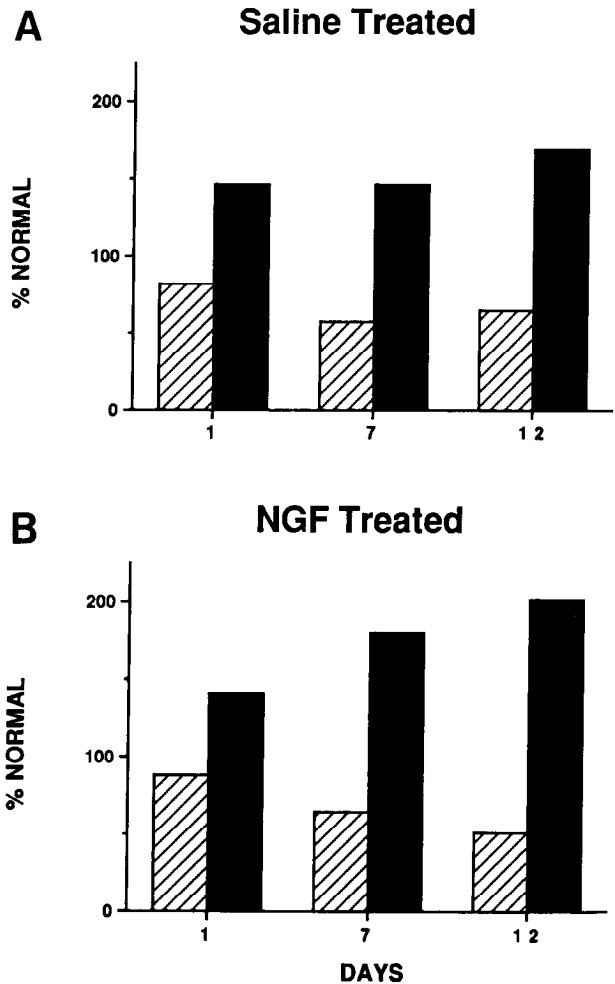 A
Saline Treated
200
100
0
% NORMAL
1 7 1 2
B
NGF Treated
200
100
0
% NORMAL
1 7 1 2
DAYS